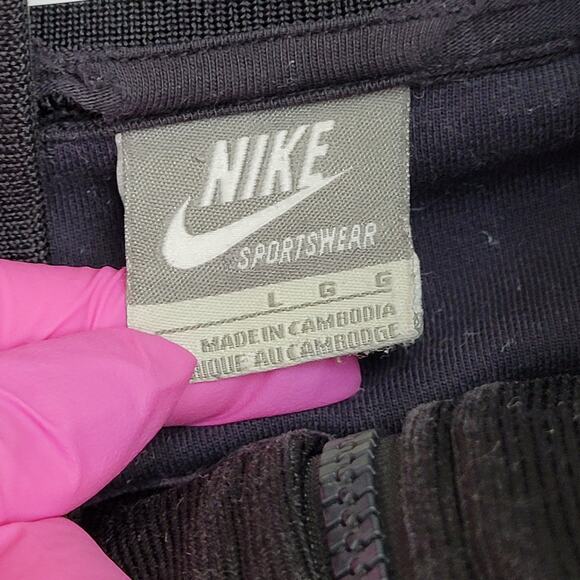 NIKE
SPORTSWEAR
L G G
MADE IN CAMBODIA
AU CAMBODGE